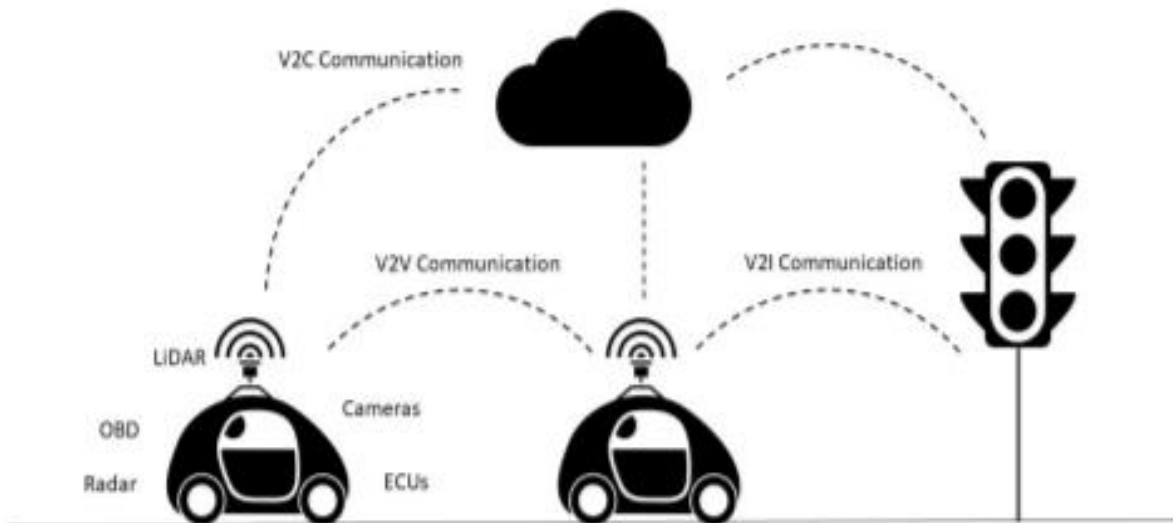 V2C Communication
V2V Communication
V2I Communication
LiDAR
Cameras
OBD
Radar
ECUs